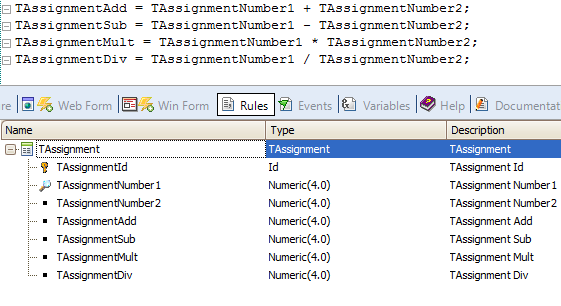 TAssignmentAdd = TAssignmentNumber1 + TAssignmentNumber2;
TAssignmentSub = TAssignmentNumber1 - TAssignmentNumber2;
TAssignmentMult = TAssignmentNumber1 * TAssignmentNumber2;
TAssignmentDiv = TAssignmentNumber1 / TAssignmentNumber2;
re Web Form Win Form Rules Events Variables Help Documentat
Name Type Description
TAssignment TAssignment TAssignment
TAssignmentId Id TAssignment Id
TAssignmentNumber1 Numeric(4.0) TAssignment Number1
TAssignmentNumber2 Numeric(4.0) TAssignment Number2
TAssignmentAdd Numeric(4.0) TAssignment Add
TAssignmentSub Numeric(4.0) TAssignment Sub
TAssignmentMult Numeric(4.0) TAssignment Mult
TAssignmentDiv Numeric(4.0) TAssignment Div